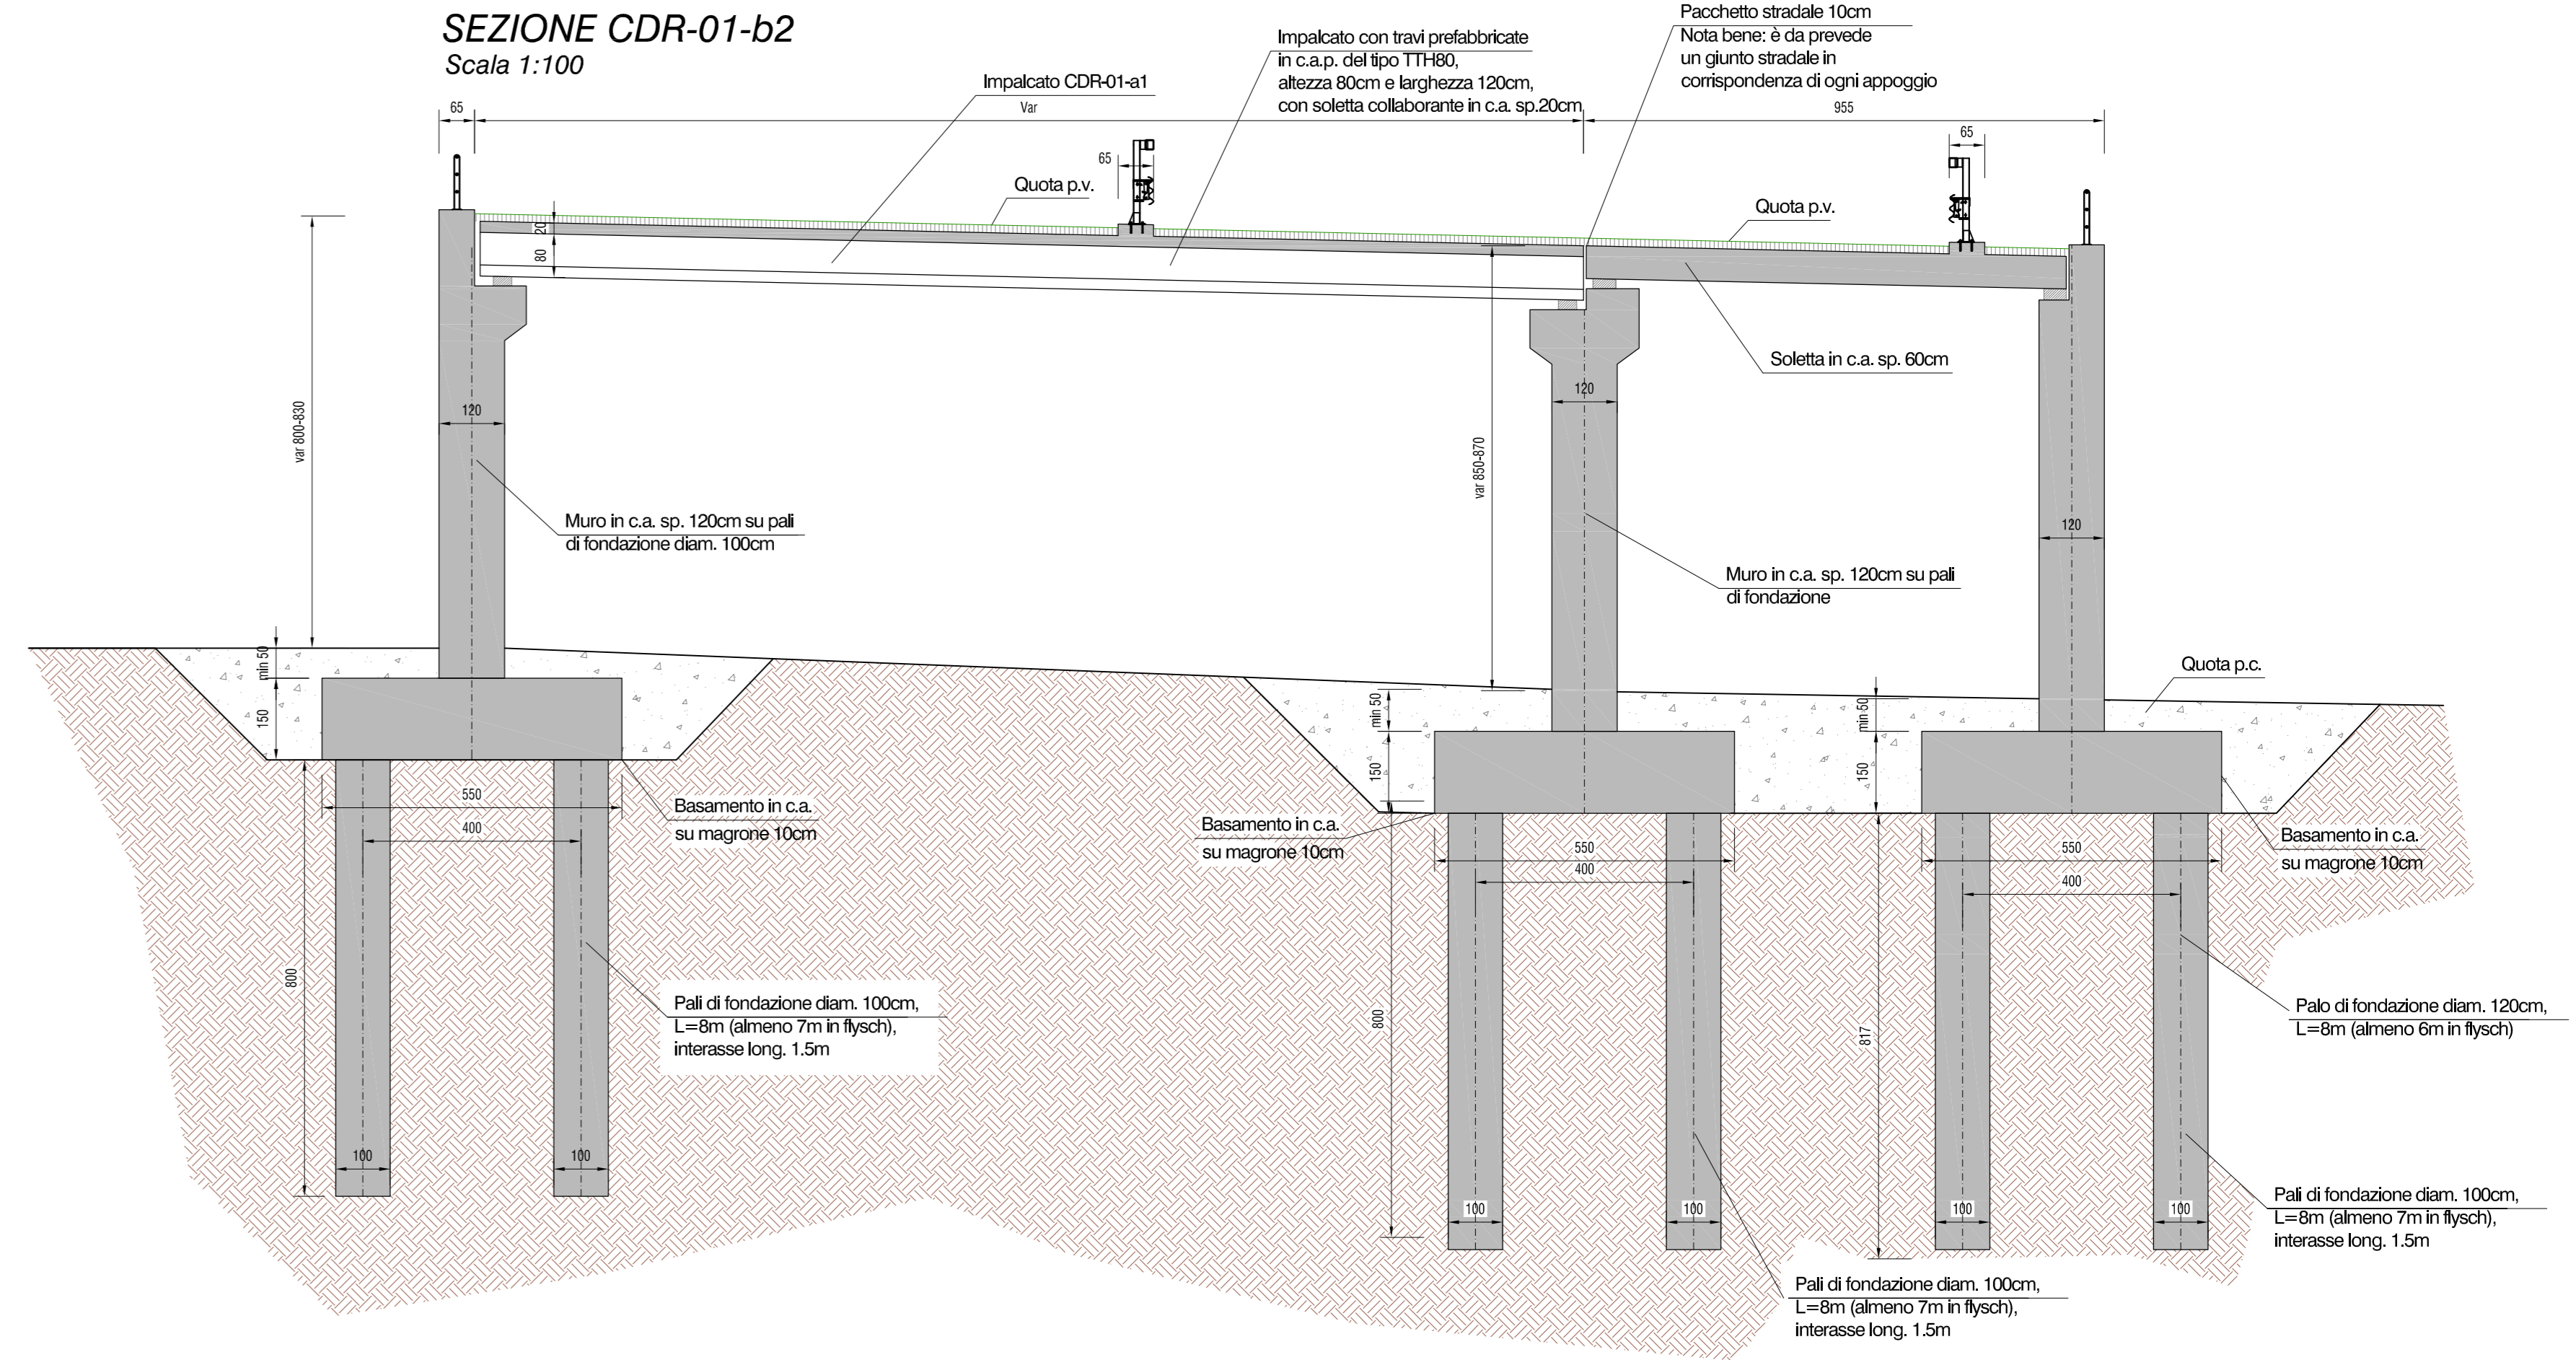 SEZIONE CDR-01-b2
Scala 1:100
Impalcato CDR-01-a1
Impalcato con travi prefabbricate
in c.a.p. del tipo TTH80,
altezza 80cm e larghezza 120cm,
con soletta collaborante in c.a. sp.20cm
Pacchetto stradale 10cm
Nota bene: è da prevede
un giunto stradale in
corrispondenza di ogni appoggio
65
Var
955
65
65
Quota p.v.
Quota p.v.
20
80
Soletta in c.a. sp. 60cm
120
120
120
var 800-830
var 850-870
Muro in c.a. sp. 120cm su pali
di fondazione diam. 100cm
Muro in c.a. sp. 120cm su pali
di fondazione
Quota p.c.
min 50
150
min 50
150
min 50
150
550
400
Basamento in c.a.
su magrone 10cm
Basamento in c.a.
su magrone 10cm
550
400
550
400
Basamento in c.a.
su magrone 10cm
800
800
817
Pali di fondazione diam. 100cm,
L=8m (almeno 7m in flysch),
interasse long. 1.5m
Palo di fondazione diam. 120cm,
L=8m (almeno 6m in flysch)
100
100
100
100
100
100
Pali di fondazione diam. 100cm,
L=8m (almeno 7m in flysch),
interasse long. 1.5m
Pali di fondazione diam. 100cm,
L=8m (almeno 7m in flysch),
interasse long. 1.5m